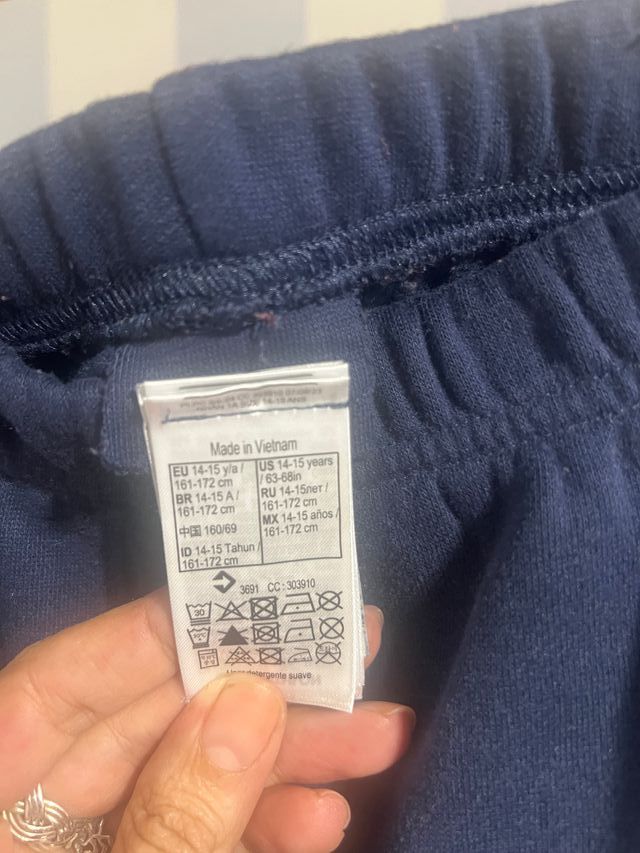 Made in Vietnam
EU 14-15 y/a /
161-172 cm
BR 14-15 A /
161-172 cm
中国 160/69
ID 14-15 Tahun /
161-172 cm
US 14-15 years
/ 63-68in
RU 14-15лет /
161-172 cm
MX 14-15 años /
161-172 cm
3691 CC: 303910
30
detergente suave